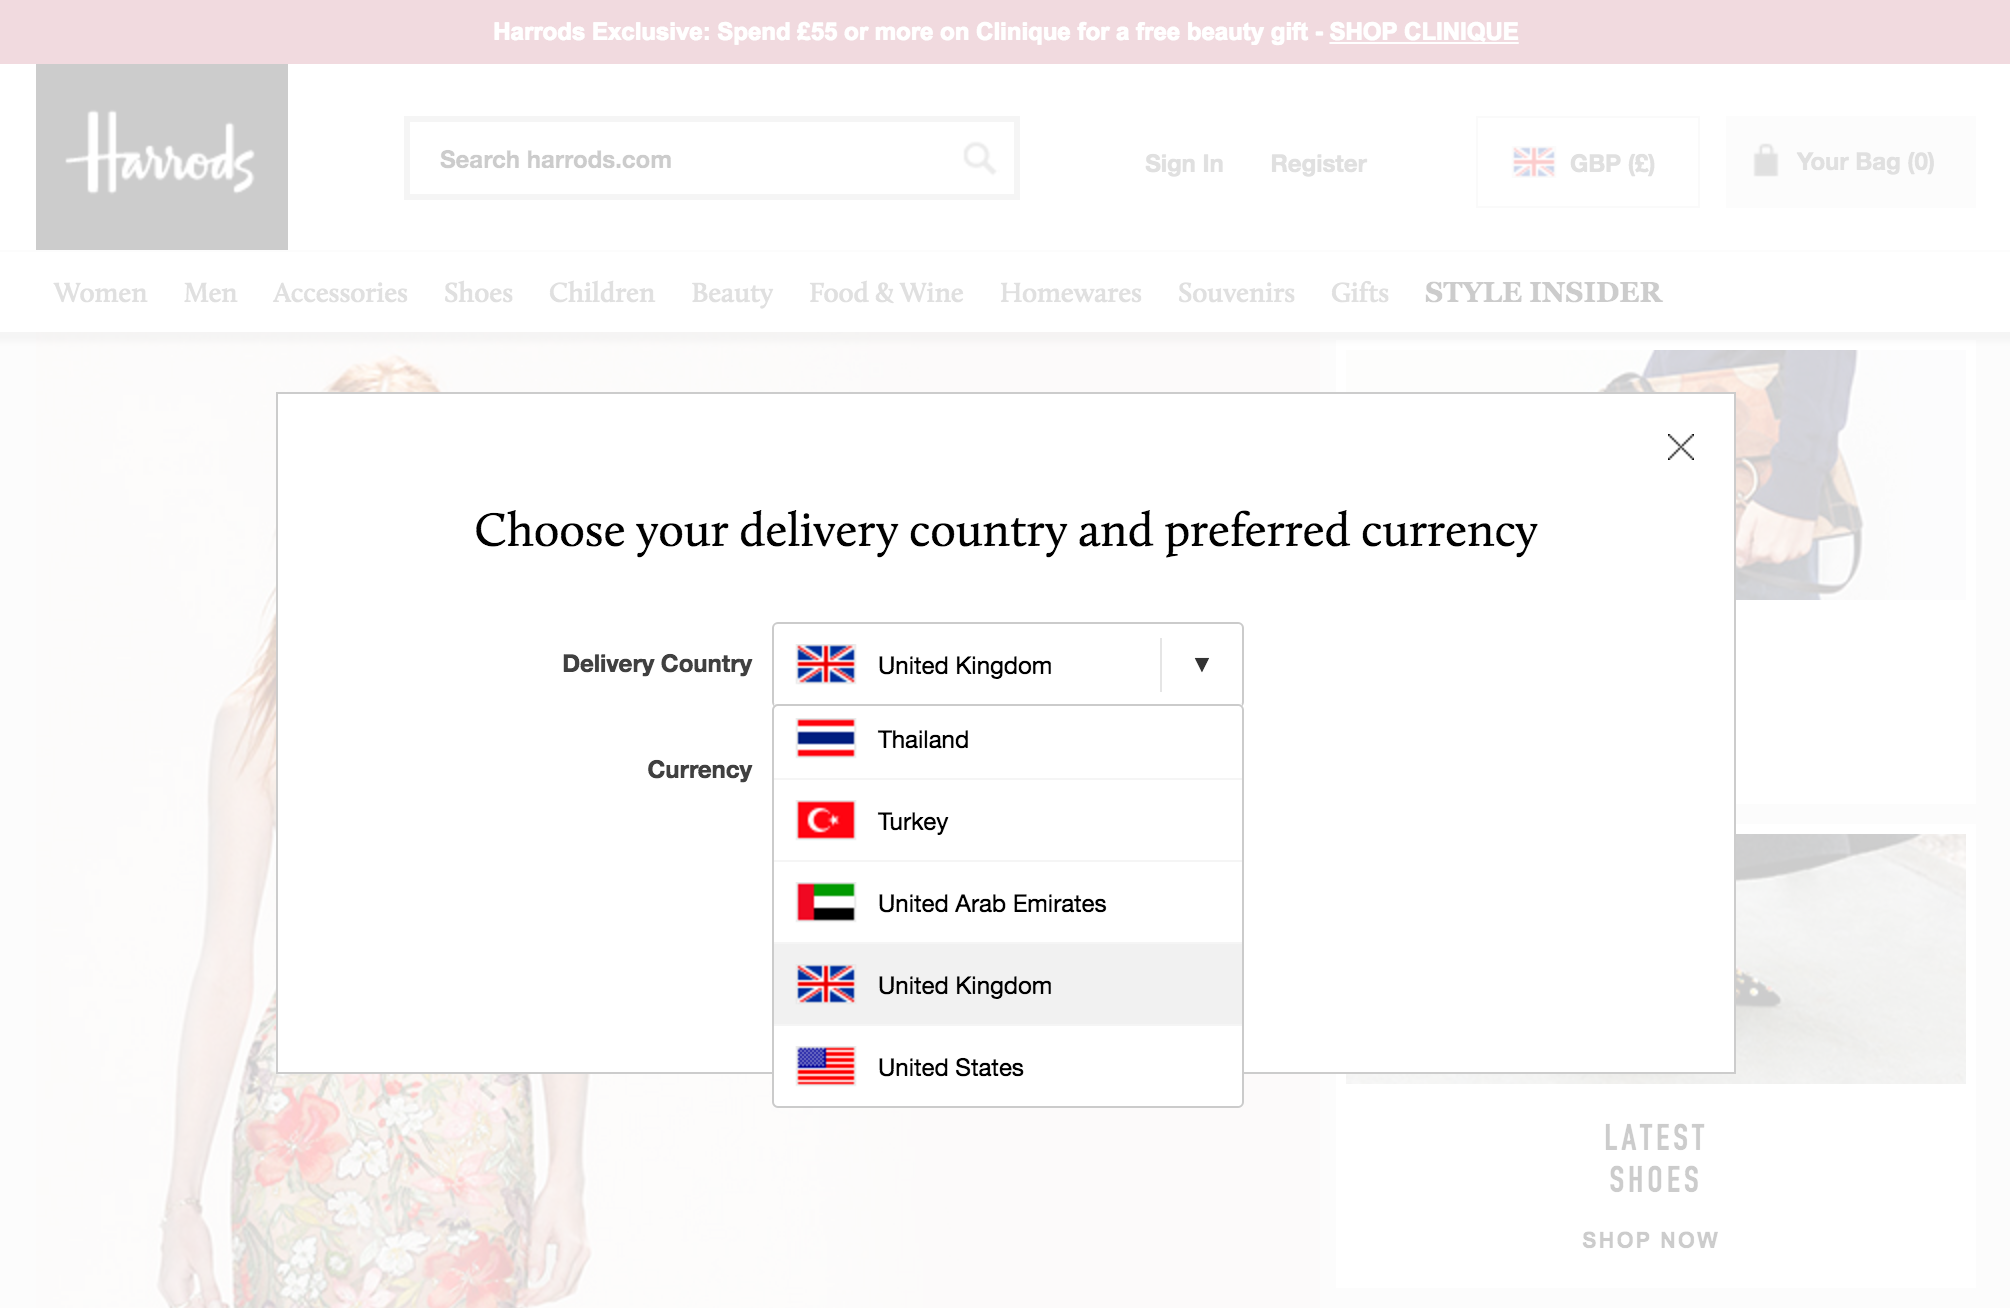 Harrods Exclusive: Spend £55 or more on Clinique for a free beauty gift - SHOP CLINIQUE
Harrods
Search harrods.com
Sign In
Register
GBP (£)
Your Bag (0)
Women Men Accessories Shoes Children Beauty Food & Wine Homewares Souvenirs Gifts STYLE INSIDER
Choose your delivery country and preferred currency
Delivery Country
United Kingdom
▼
Currency
Thailand
Turkey
United Arab Emirates
United Kingdom
United States
LATEST
SHOES
SHOP NOW